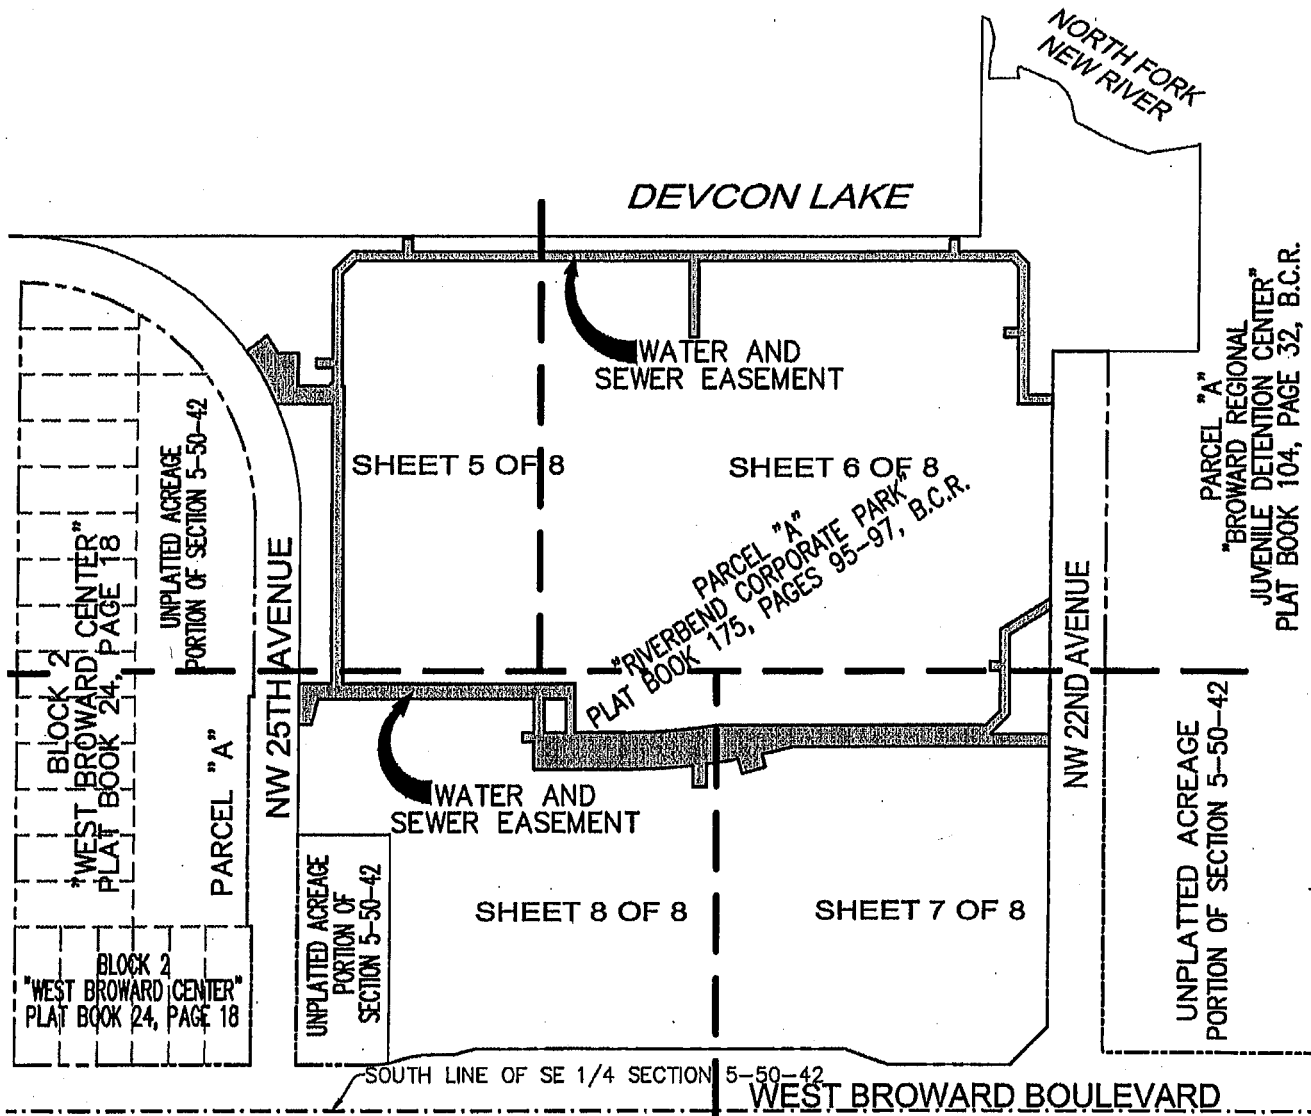 NORTH FORK
NEW RIVER
DEVCON LAKE
WATER AND
SEWER EASEMENT
SHEET 5 OF 8
SHEET 6 OF 8
PARCEL "A"
"RIVERBEND CORPORATE PARK"
PLAT BOOK 175, PAGES 95-97, B.C.R.
PARCEL "A"
"BROWARD REGIONAL
JUVENILE DETENTION CENTER"
PLAT BOOK 104, PAGE 32, B.C.R.
UNPLATTED ACREAGE
PORTION OF SECTION 5-50-42
BLOCK 2
"WEST BROWARD CENTER"
PLAT BOOK 24, PAGE 18
PARCEL "A"
NW 25TH AVENUE
NW 22ND AVENUE
WATER AND
SEWER EASEMENT
UNPLATTED ACREAGE
PORTION OF
SECTION 5-50-42
SHEET 8 OF 8
SHEET 7 OF 8
UNPLATTED ACREAGE
PORTION OF SECTION 5-50-42
BLOCK 2
"WEST BROWARD CENTER"
PLAT BOOK 24, PAGE 18
SOUTH LINE OF SE 1/4 SECTION 5-50-42
WEST BROWARD BOULEVARD